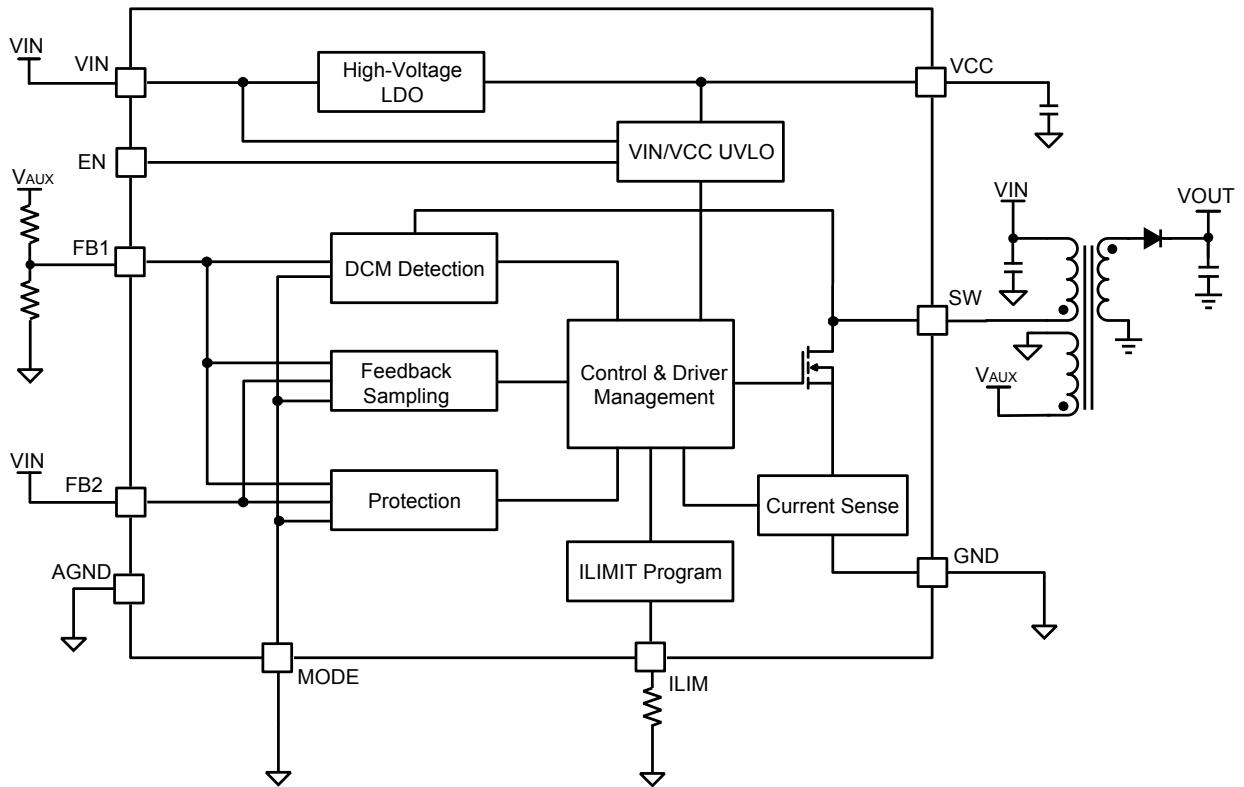 VIN
VIN
High-Voltage
LDO
VCC
VIN/VCC UVLO
EN
VAUX
VIN
VOUT
FB1
DCM Detection
SW
Feedback
Sampling
Control & Driver
Management
VAUX
VIN
FB2
Protection
Current Sense
AGND
ILIMIT Program
GND
MODE
ILIM